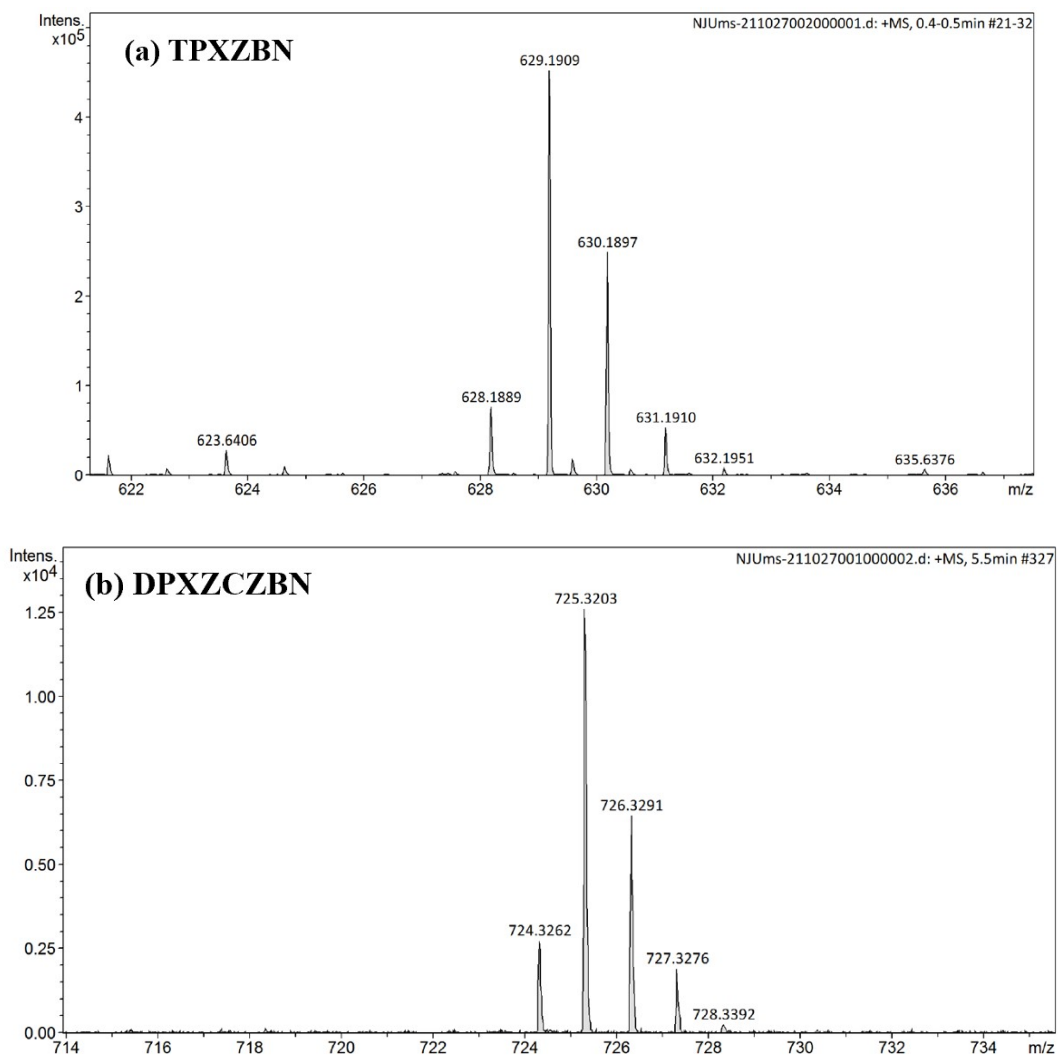 Intens.
x10⁵
NJUms-211027002000001.d: +MS, 0.4-0.5min #21-32
(a) TPXZBN
629.1909
4
3
630.1897
2
1
628.1889
631.1910
623.6406
632.1951
635.6376
0
622 624 626 628 630 632 634 636 m/z
Intens.
x10⁴
NJUms-211027001000002.d: +MS, 5.5min #327
(b) DPXZCZBN
725.3203
1.25
1.00
0.75
726.3291
0.50
724.3262
0.25
727.3276
728.3392
0.00
714 716 718 720 722 724 726 728 730 732 734 m/z